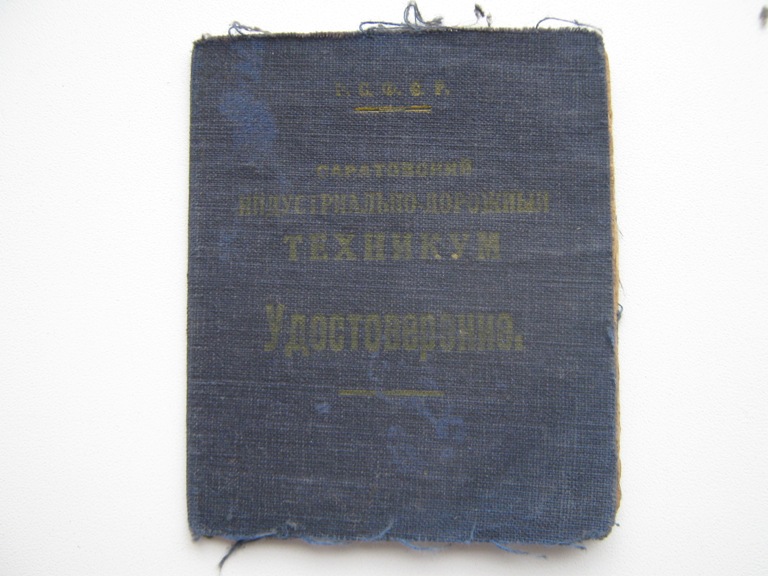 Р. С. Ф. С. Р.
САРАТОВСКИЙ
ИНДУСТРИАЛЬНО-ДОРОЖНЫЙ
ТЕХНИКУМ
Удостоверение.